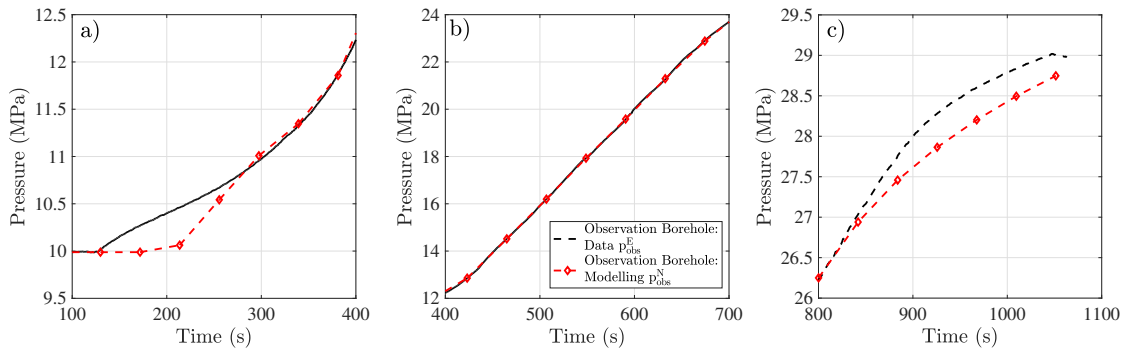 a)
12.5
12
11.5
11
10.5
10
9.5
100
200
300
400
Pressure (MPa)
Time (s)
b)
24
22
20
18
16
14
12
400
500
600
700
Pressure (MPa)
Time (s)
Observation Borehole:
Data p_obs^E
Observation Borehole:
Modelling p_obs^N
c)
29.5
29
28.5
28
27.5
27
26.5
26
800
900
1000
1100
Pressure (MPa)
Time (s)